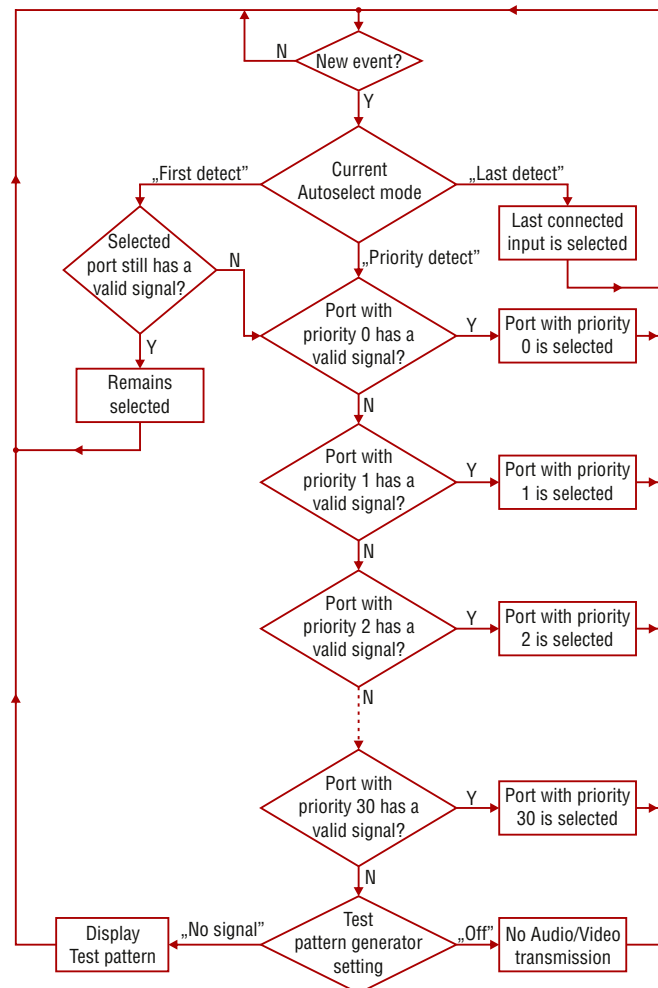 New event?
N
Y
Current
Autoselect mode
„First detect"
„Last detect"
„Priority detect"
Last connected
input is selected
Selected
port still has a
valid signal?
N
Y
Remains
selected
Port with
priority 0 has a
valid signal?
Y
Port with priority
0 is selected
N
Port with
priority 1 has a
valid signal?
Y
Port with priority
1 is selected
N
Port with
priority 2 has a
valid signal?
Y
Port with priority
2 is selected
N
Port with
priority 30 has a
valid signal?
Y
Port with priority
30 is selected
N
Test
pattern generator
setting
„No signal"
Display
Test pattern
„Off"
No Audio/Video
transmission